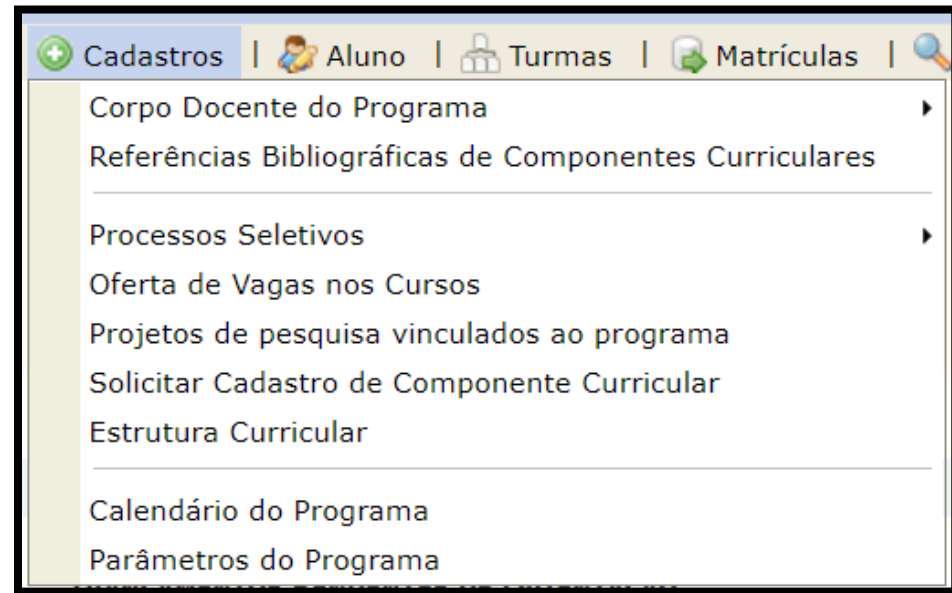 Cadastros | Aluno | Turmas | Matrículas |
Corpo Docente do Programa
Referências Bibliográficas de Componentes Curriculares
Processos Seletivos
Oferta de Vagas nos Cursos
Projetos de pesquisa vinculados ao programa
Solicitar Cadastro de Componente Curricular
Estrutura Curricular
Calendário do Programa
Parâmetros do Programa